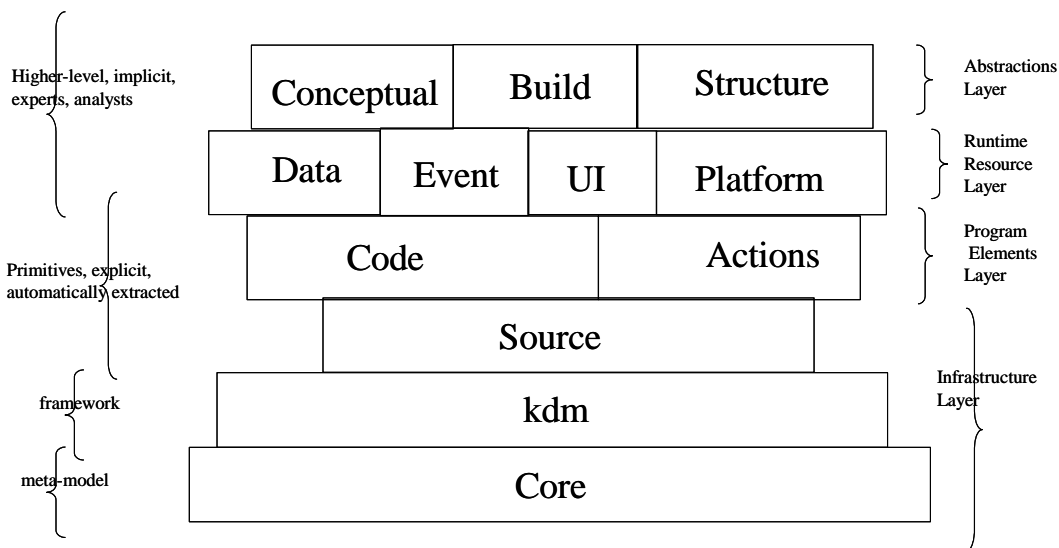 Higher-level, implicit,
experts, analysts
Conceptual
Build
Structure
Abstractions
Layer
Data
Event
UI
Platform
Runtime
Resource
Layer
Primitives, explicit,
automatically extracted
Code
Actions
Program
Elements
Layer
Source
framework
kdm
Infrastructure
Layer
meta-model
Core